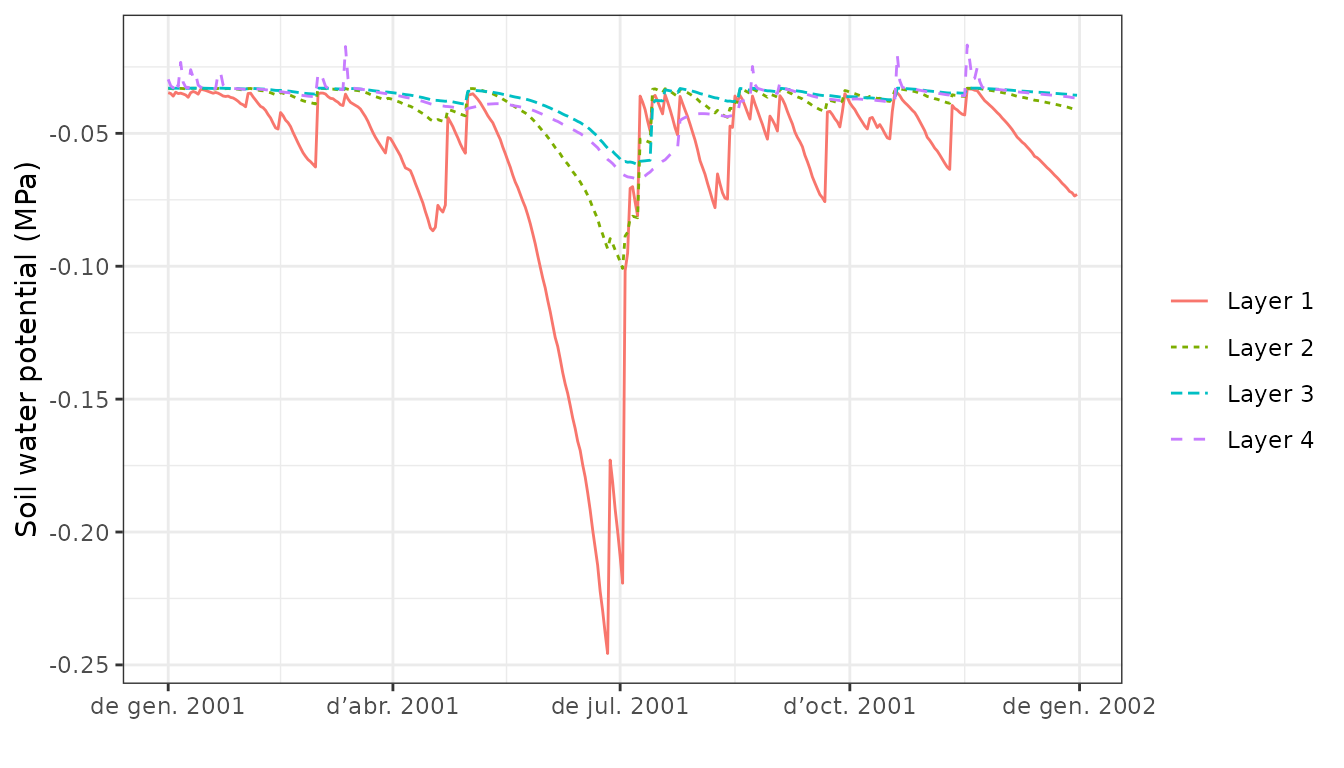 Soil water potential (MPa)
-0.05
-0.10
-0.15
-0.20
-0.25
de gen. 2001
d’abr. 2001
de jul. 2001
d’oct. 2001
de gen. 2002
Layer 1
Layer 2
Layer 3
Layer 4